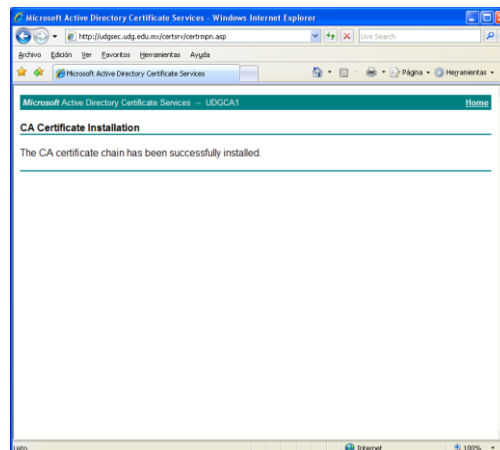 Microsoft Active Directory Certificate Services - Windows Internet Explorer
http://udgsec.udg.edu.mx/certsrv/certrmpn.asp
Live Search
Archivo Edición Ver Favoritos Herramientas Ayuda
Microsoft Active Directory Certificate Services
Página Herramientas
Microsoft Active Directory Certificate Services -- UDGCA1 Home
CA Certificate Installation
The CA certificate chain has been successfully installed.
Listo Internet 100%